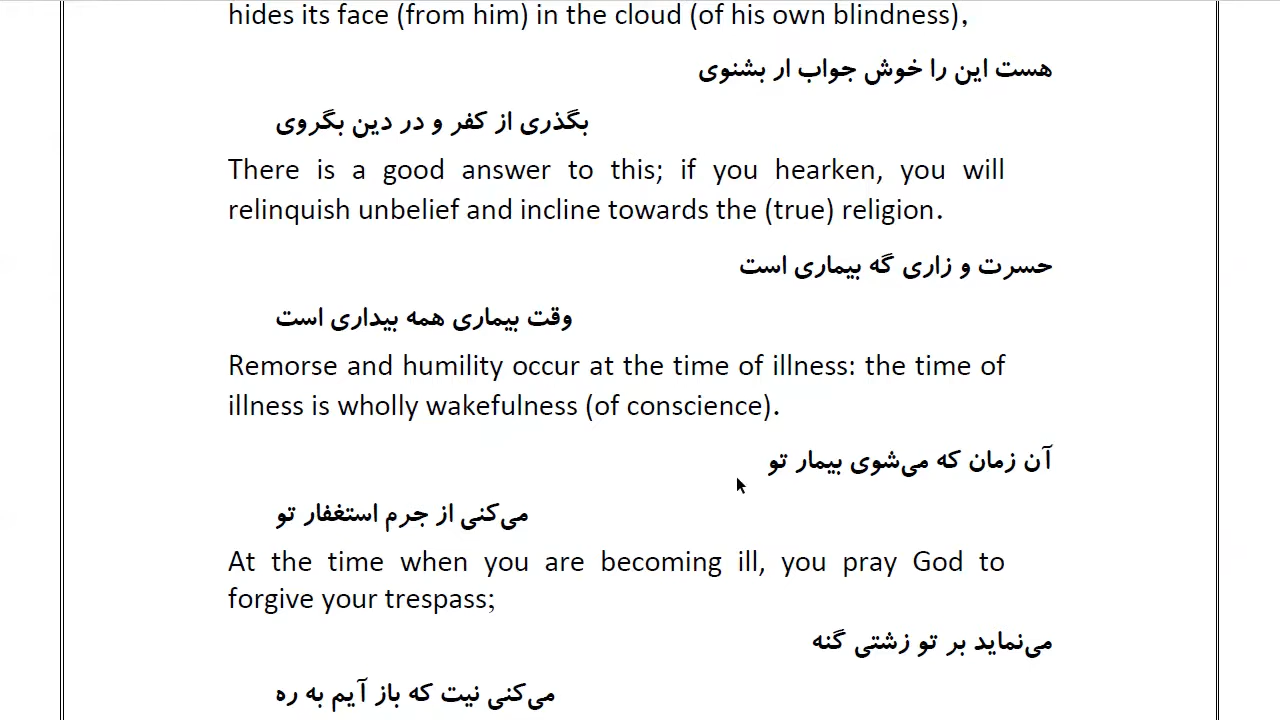 hides its face (from him) in the cloud (of his own blindness),
هست این را خوش جواب ار بشنوی
بگذری از کفر و در دین بگروی
There is a good answer to this; if you hearken, you will
relinquish unbelief and incline towards the (true) religion.
حسرت و زاری گه بیماری است
وقت بیماری همه بیداری است
Remorse and humility occur at the time of illness: the time of
illness is wholly wakefulness (of conscience).
آن زمان که می‌شوی بیمار تو
می‌کنی از جرم استغفار تو
At the time when you are becoming ill, you pray God to
forgive your trespass;
می‌نماید بر تو زشتی گنه
می‌کنی نیت که باز آیم به ره